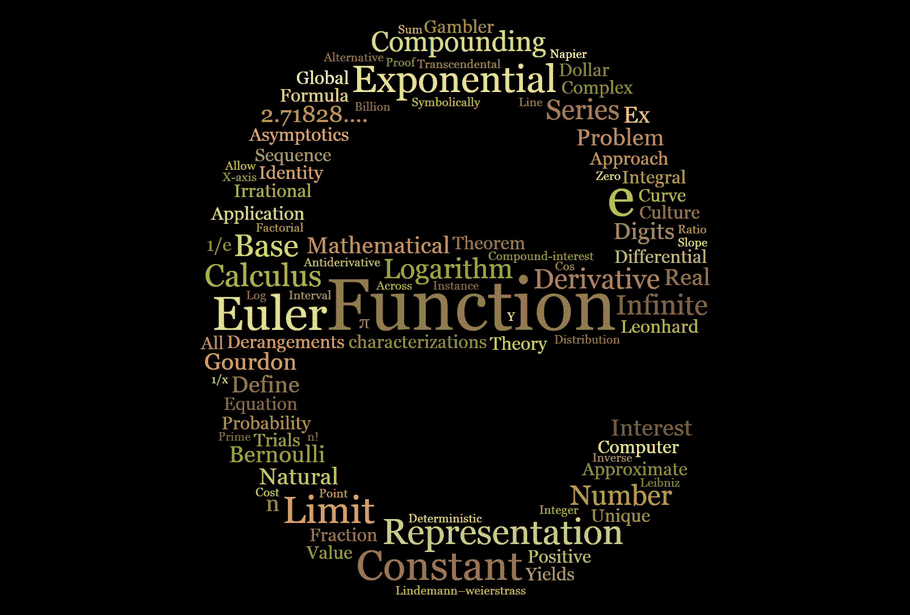 Sum Gambler
Compounding Napier
Alternative Proof Transcendental
Global Exponential Dollar
Formula Complex
Billion Symbolically Line Series Ex
2.71828....
Asymptotics Problem
Sequence Approach
Allow
X-axis Identity Zero Integral
Irrational e Curve
Application Culture
Factorial Digits Ratio
Slope
1/e Base Mathematical Theorem
Compound-interest Differential
Antiderivative Logarithm Cos
Calculus Derivative Real
Across Instance
Log Interval
Euler Function Infinite
π Y Leonhard
All Derangements characterizations Theory Distribution
Gourdon
1/x Define
Equation
Probability Interest
Prime Trials n!
Computer
Bernoulli Inverse
Natural Approximate
Leibniz
Cost Point Number
n Limit Integer Unique
Deterministic
Fraction Representation
Value Positive
Constant Yields
Lindemann–weierstrass